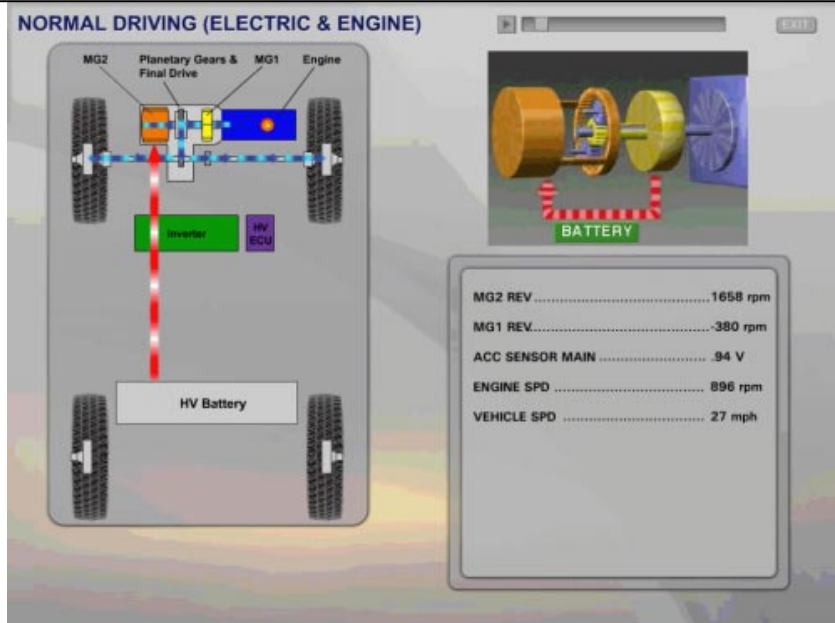 NORMAL DRIVING (ELECTRIC & ENGINE)
EXIT
MG2 Planetary Gears & Final Drive MG1 Engine
Inverter
HV ECU
HV Battery
BATTERY
MG2 REV.......................................1658 rpm
MG1 REV.......................................-380 rpm
ACC SENSOR MAIN ........................ .94 V
ENGINE SPD ................................. 896 rpm
VEHICLE SPD ............................... 27 mph